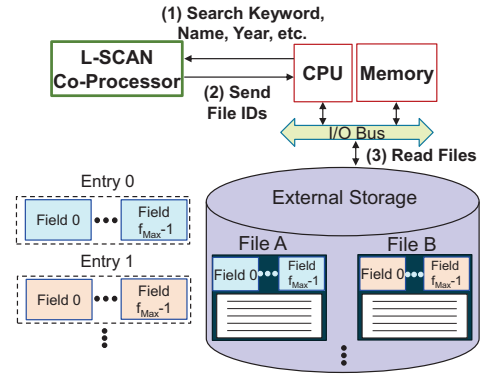 (1) Search Keyword,
Name, Year, etc.
L-SCAN
Co-Processor
CPU
Memory
(2) Send
File IDs
I/O Bus
(3) Read Files
External Storage
Entry 0
Field 0
Field
fMax-1
Entry 1
Field 0
Field
fMax-1
File A
Field 0
Field
fMax-1
File B
Field 0
Field
fMax-1